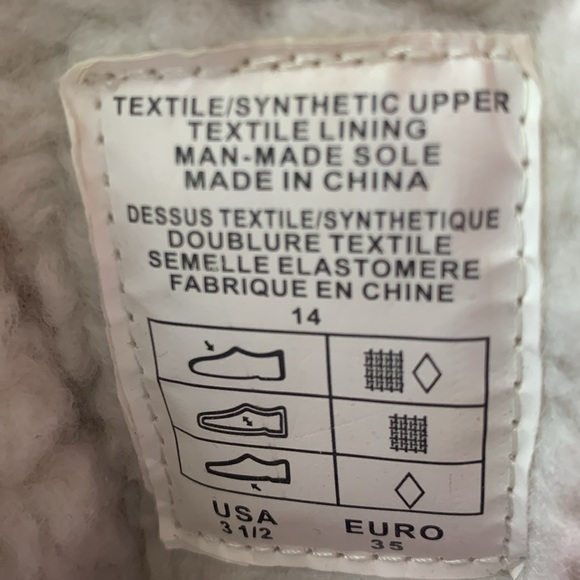 TEXTILE/SYNTHETIC UPPER
TEXTILE LINING
MAN-MADE SOLE
MADE IN CHINA
DESSUS TEXTILE/SYNTHETIQUE
DOUBLURE TEXTILE
SEMELLE ELASTOMERE
FABRIQUE EN CHINE
14
USA EURO
3 1/2 35